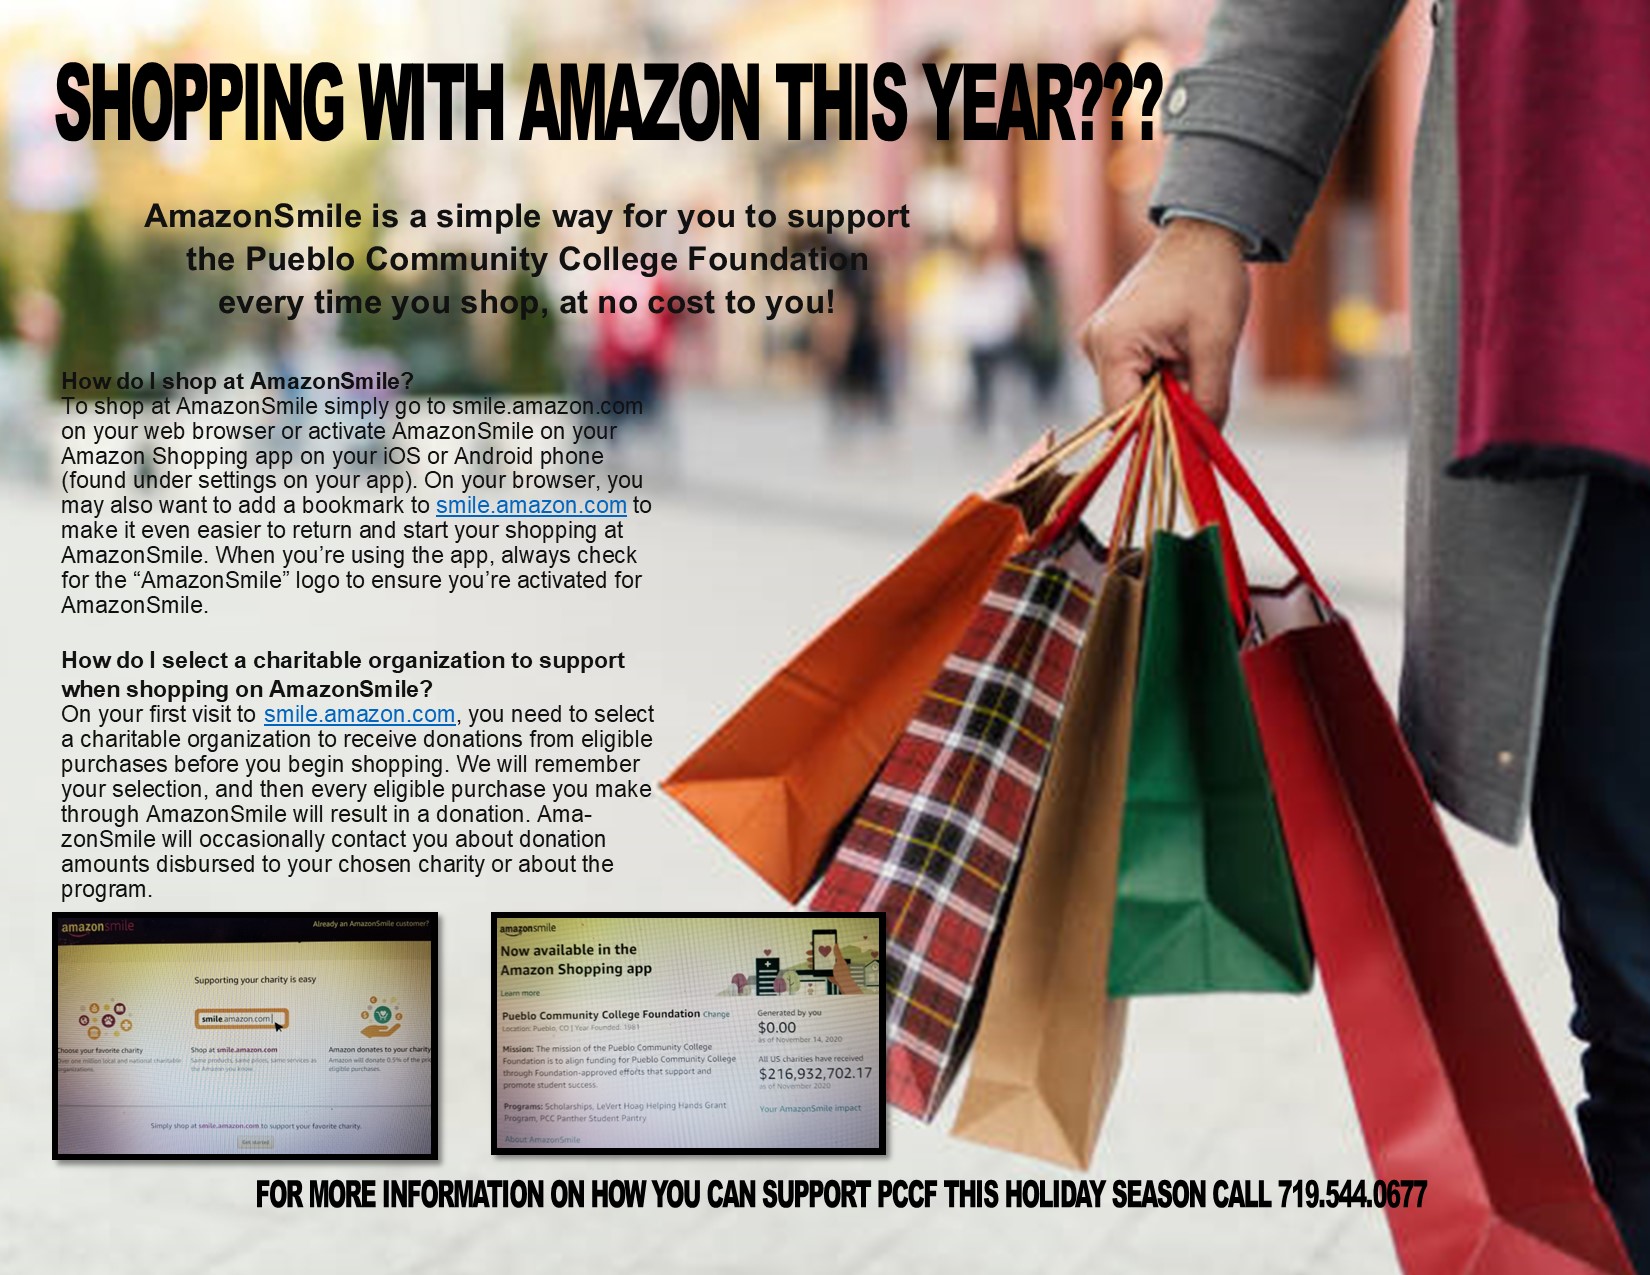 SHOPPING WITH AMAZON THIS YEAR???
AmazonSmile is a simple way for you to support
the Pueblo Community College Foundation
every time you shop, at no cost to you!
How do I shop at AmazonSmile?
To shop at AmazonSmile simply go to smile.amazon.com
on your web browser or activate AmazonSmile on your
Amazon Shopping app on your iOS or Android phone
(found under settings on your app). On your browser, you
may also want to add a bookmark to smile.amazon.com to
make it even easier to return and start your shopping at
AmazonSmile. When you’re using the app, always check
for the “AmazonSmile” logo to ensure you’re activated for
AmazonSmile.
How do I select a charitable organization to support
when shopping on AmazonSmile?
On your first visit to smile.amazon.com, you need to select
a charitable organization to receive donations from eligible
purchases before you begin shopping. We will remember
your selection, and then every eligible purchase you make
through AmazonSmile will result in a donation. Ama-
zonSmile will occasionally contact you about donation
amounts disbursed to your chosen charity or about the
program.
amazonsmile
Already an AmazonSmile customer?
Supporting your charity is easy
smile.amazon.com
Choose your favorite charity
Over one million local and national charitable
organizations.
Shop at smile.amazon.com
Same products, same prices, same services as
the Amazon you know.
Amazon donates to your charity
Amazon will donate 0.5% of the pri
eligible purchases.
Simply shop at smile.amazon.com to support your favorite charity.
Get started
amazonsmile
Now available in the
Amazon Shopping app
Learn more
Pueblo Community College Foundation Change
Location: Pueblo, CO | Year Founded: 1981
Mission: The mission of the Pueblo Community College
Foundation is to align funding for Pueblo Community College
through Foundation-approved efforts that support and
promote student success.
Programs: Scholarships, LeVert Hoag Helping Hands Grant
Program, PCC Panther Student Pantry
About AmazonSmile
Generated by you
$0.00
as of November 14, 2020
All US charities have received
$216,932,702.17
as of November 2020
Your AmazonSmile impact
FOR MORE INFORMATION ON HOW YOU CAN SUPPORT PCCF THIS HOLIDAY SEASON CALL 719.544.0677